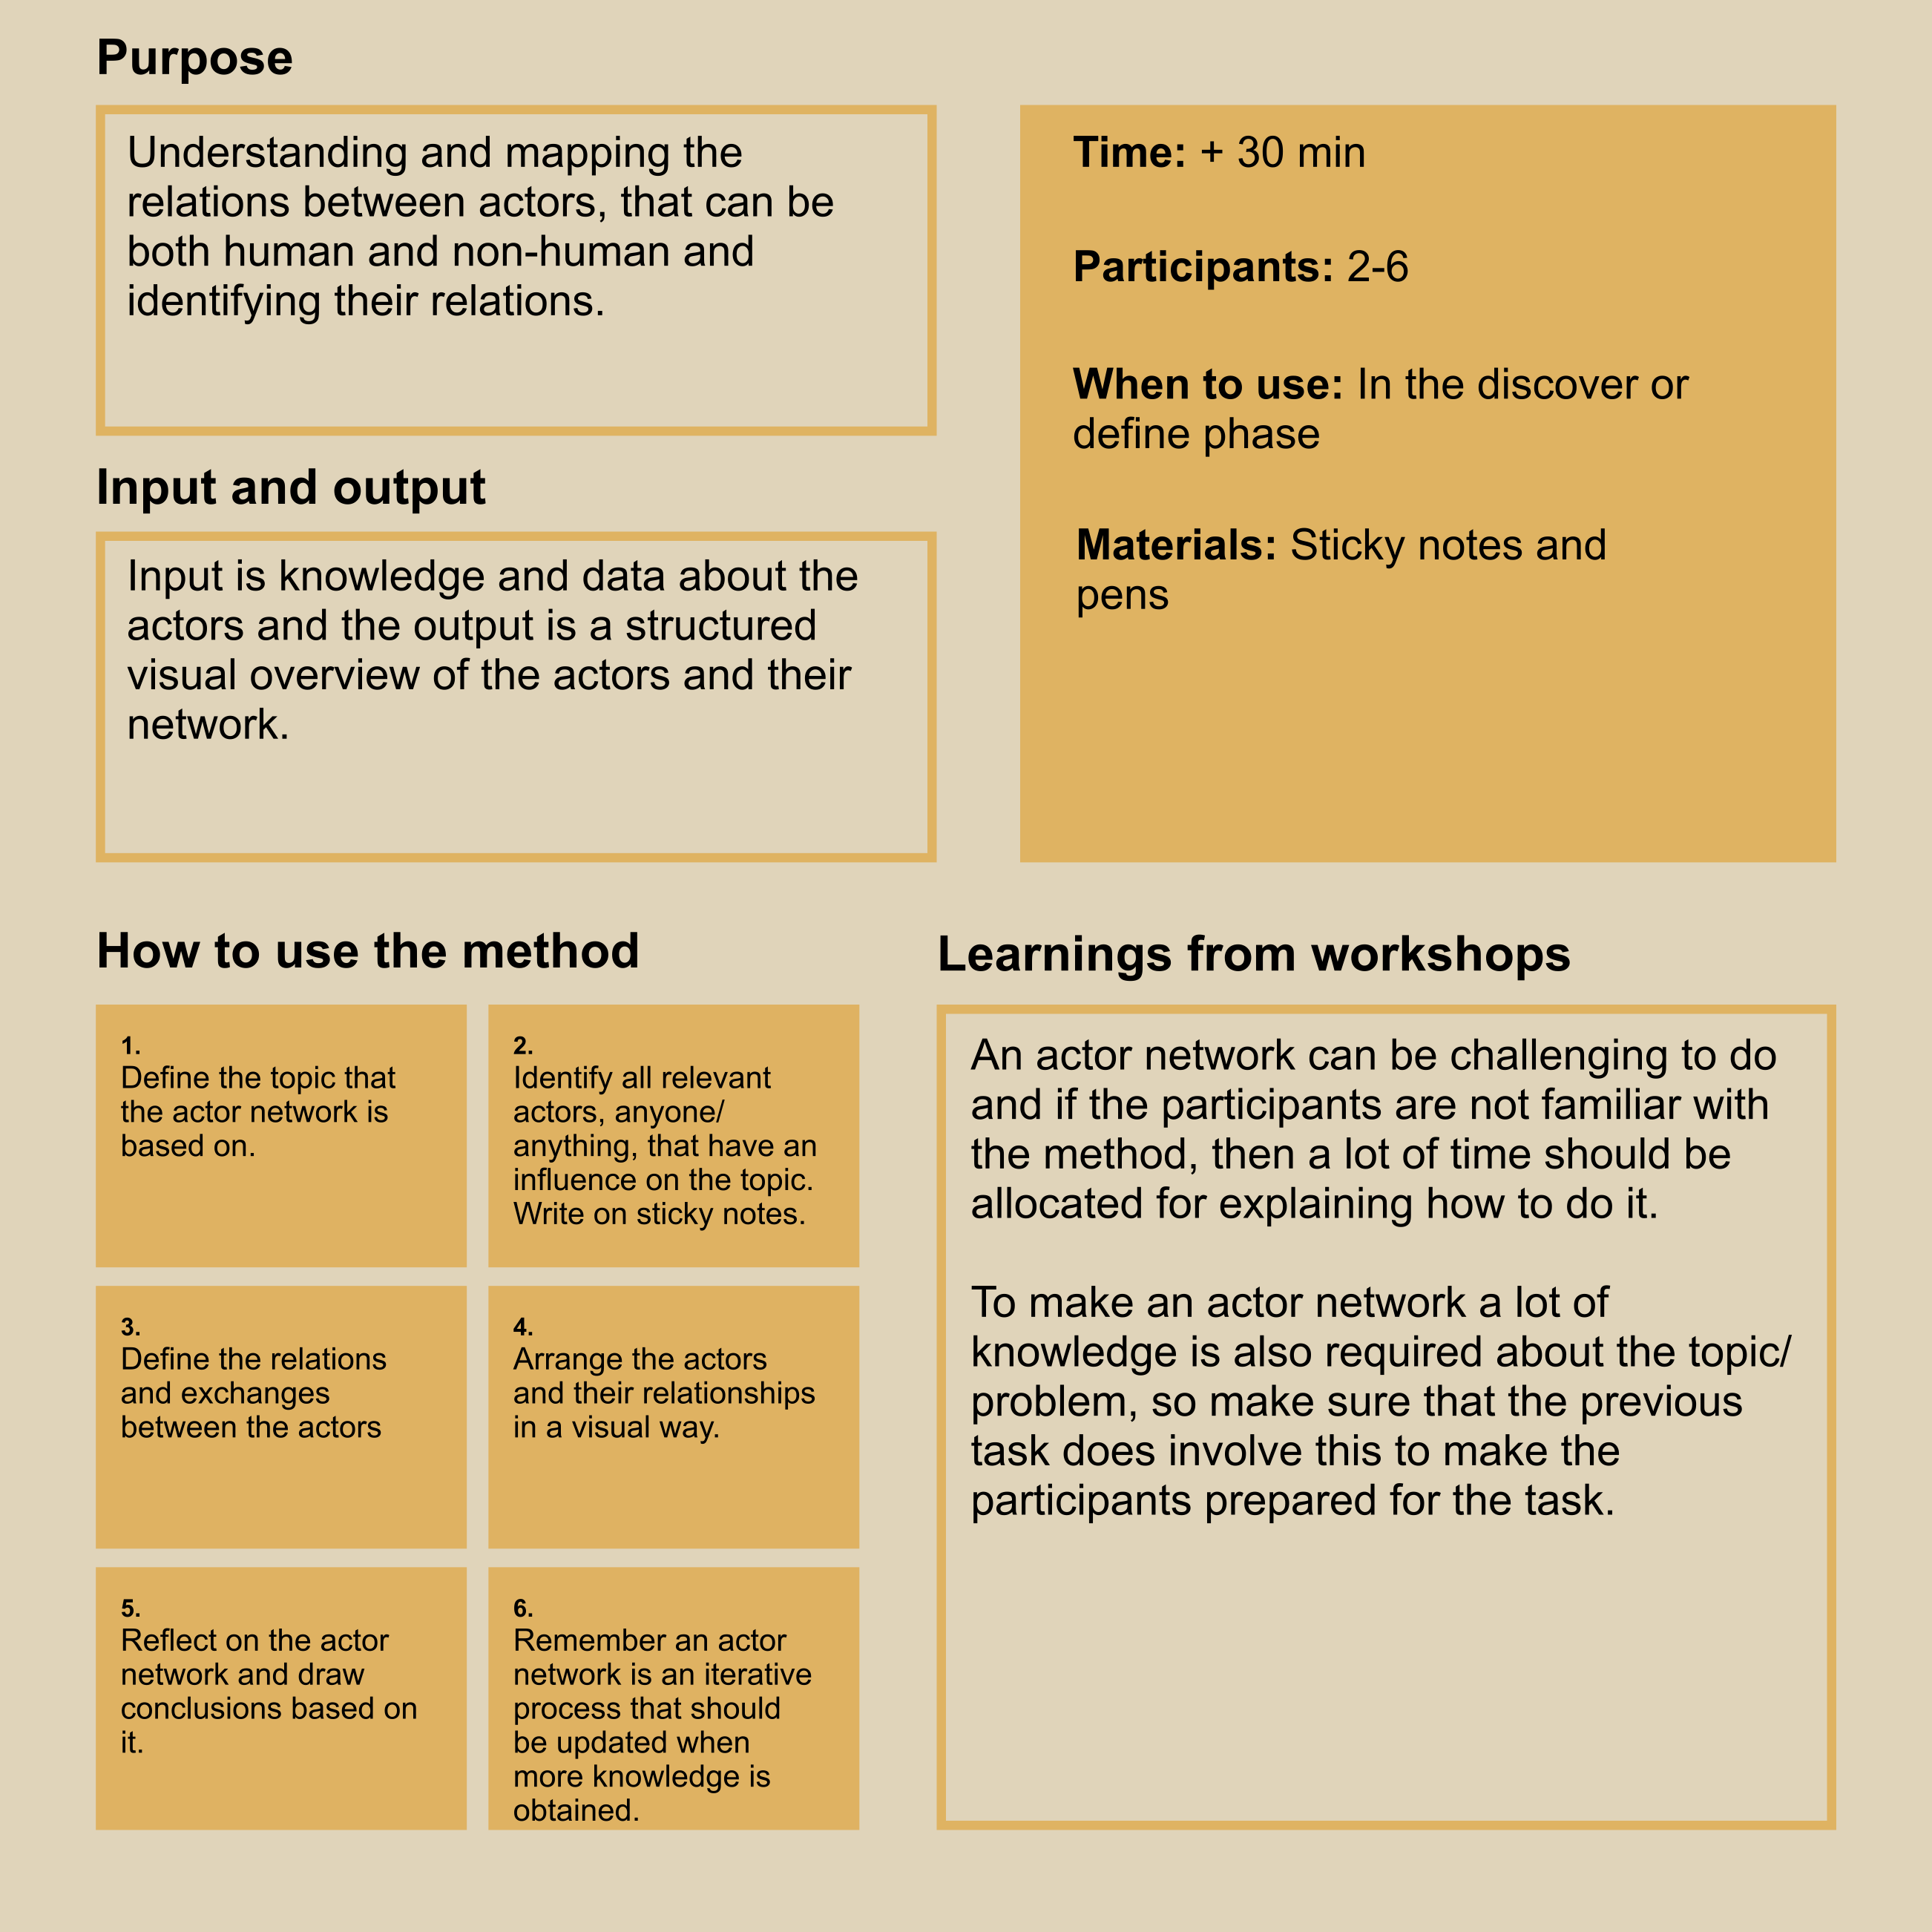 Purpose
Understanding and mapping the
relations between actors, that can be
both human and non-human and
identifying their relations.
Time: + 30 min
Participants: 2-6
When to use: In the discover or
define phase
Materials: Sticky notes and
pens
Input and output
Input is knowledge and data about the
actors and the output is a structured
visual overview of the actors and their
network.
How to use the method
1.
Define the topic that
the actor network is
based on.
2.
Identify all relevant
actors, anyone/
anything, that have an
influence on the topic.
Write on sticky notes.
3.
Define the relations
and exchanges
between the actors
4.
Arrange the actors
and their relationships
in a visual way.
5.
Reflect on the actor
network and draw
conclusions based on
it.
6.
Remember an actor
network is an iterative
process that should
be updated when
more knowledge is
obtained.
Learnings from workshops
An actor network can be challenging to do
and if the participants are not familiar with
the method, then a lot of time should be
allocated for explaining how to do it.
To make an actor network a lot of
knowledge is also required about the topic/
problem, so make sure that the previous
task does involve this to make the
participants prepared for the task.